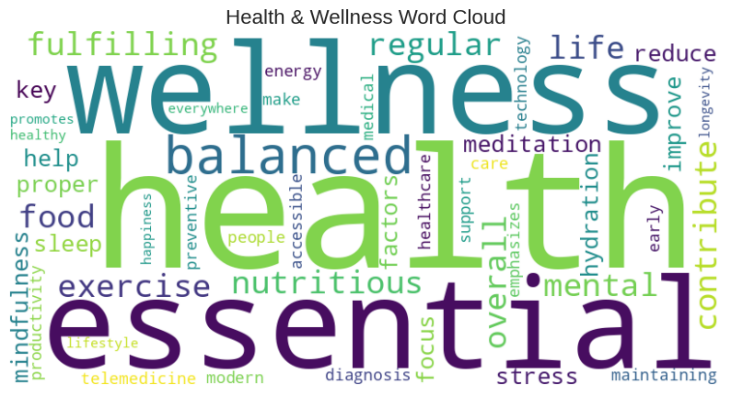 Health & Wellness Word Cloud
fulfilling
wellness
regular
life
reduce
key
energy
make
everywhere
medical
technology
longevity
promotes
healthy
help
balanced
meditation
care
improve
proper
health
food
sleep
happiness
preventive
people
accessible
factors
healthcare
support
overall
emphasizes
hydration
early
contribute
mindfulness
productivity
exercise
nutritious
mental
essential
lifestyle
telemedicine
modern
diagnosis
focus
stress
maintaining